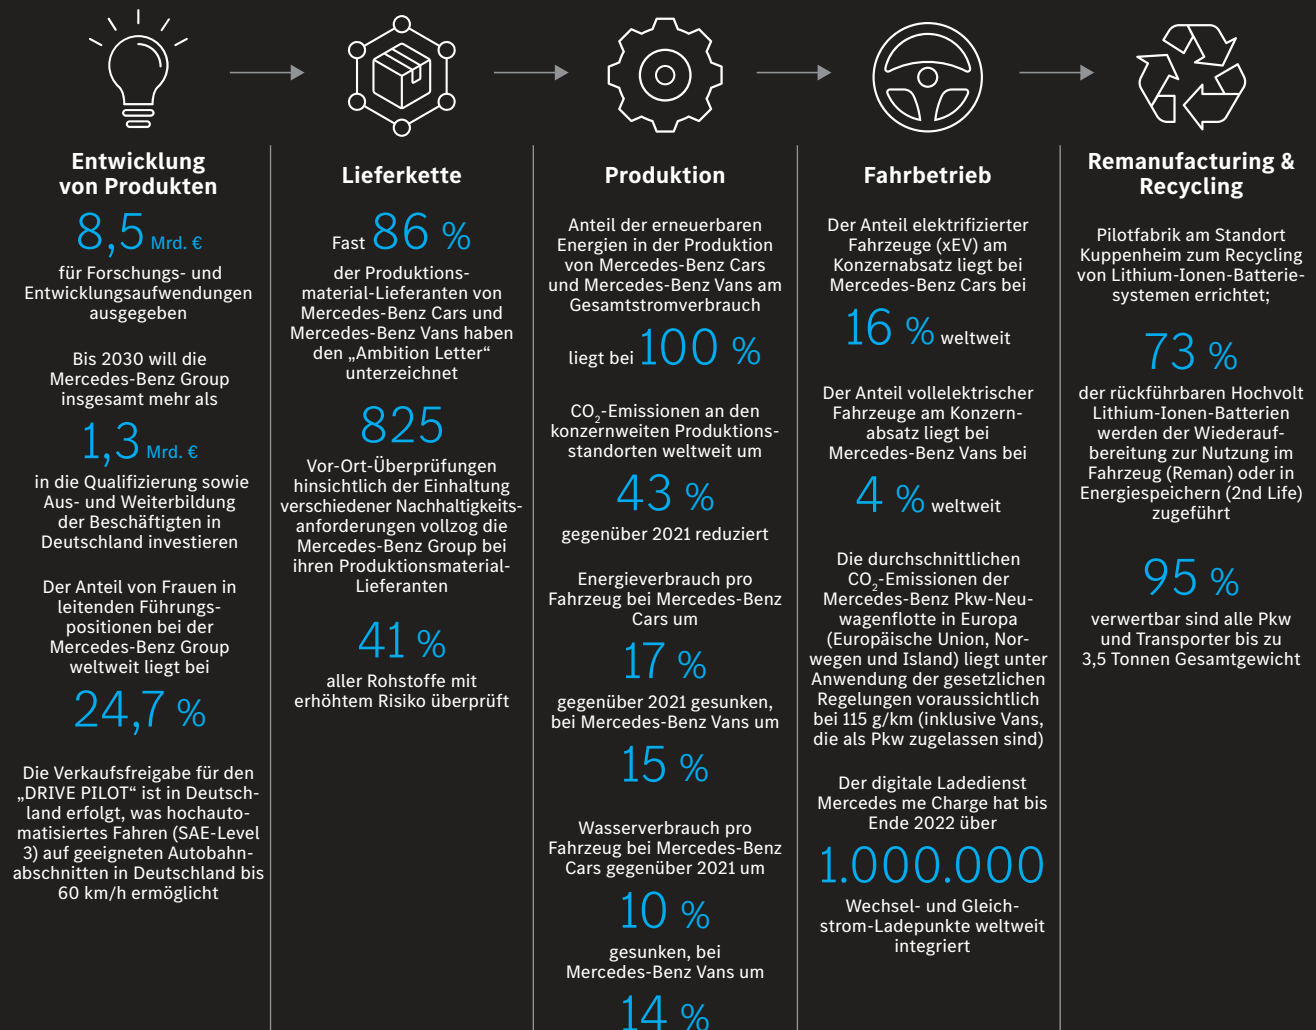 Entwicklung
von Produkten
8,5 Mrd. €
für Forschungs- und
Entwicklungsaufwendungen
ausgegeben
Bis 2030 will die
Mercedes-Benz Group
insgesamt mehr als
1,3 Mrd. €
in die Qualifizierung sowie
Aus- und Weiterbildung
der Beschäftigten in
Deutschland investieren
Der Anteil von Frauen in
leitenden Führungs-
positionen bei der
Mercedes-Benz Group
weltweit liegt bei
24,7 %
Die Verkaufsfreigabe für den
„DRIVE PILOT“ ist in Deutsch-
land erfolgt, was hochauto-
matisiertes Fahren (SAE-Level
3) auf geeigneten Autobahn-
abschnitten in Deutschland bis
60 km/h ermöglicht
Lieferkette
Fast 86 %
der Produktions-
material-Lieferanten von
Mercedes-Benz Cars und
Mercedes-Benz Vans haben
den „Ambition Letter“
unterzeichnet
825
Vor-Ort-Überprüfungen
hinsichtlich der Einhaltung
verschiedener Nachhaltigkeits-
anforderungen vollzog die
Mercedes-Benz Group bei
ihren Produktionsmaterial-
Lieferanten
41 %
aller Rohstoffe mit
erhöhtem Risiko überprüft
Produktion
Anteil der erneuerbaren
Energien in der Produktion
von Mercedes-Benz Cars
und Mercedes-Benz Vans am
Gesamtstromverbrauch
liegt bei 100 %
CO₂-Emissionen an den
konzernweiten Produktions-
standorten weltweit um
43 %
gegenüber 2021 reduziert
Energieverbrauch pro
Fahrzeug bei Mercedes-Benz
Cars um
17 %
gegenüber 2021 gesunken,
bei Mercedes-Benz Vans um
15 %
Wasserverbrauch pro
Fahrzeug bei Mercedes-Benz
Cars gegenüber 2021 um
10 %
gesunken, bei
Mercedes-Benz Vans um
14 %
Fahrbetrieb
Der Anteil elektrifizierter
Fahrzeuge (xEV) am
Konzernabsatz liegt bei
Mercedes-Benz Cars bei
16 % weltweit
Der Anteil vollelektrischer
Fahrzeuge am Konzern-
absatz liegt bei
Mercedes-Benz Vans bei
4 % weltweit
Die durchschnittlichen
CO₂-Emissionen der
Mercedes-Benz Pkw-Neu-
wagenflotte in Europa
(Europäische Union, Nor-
wegen und Island) liegt unter
Anwendung der gesetzlichen
Regelungen voraussichtlich
bei 115 g/km (inklusive Vans,
die als Pkw zugelassen sind)
Der digitale Ladedienst
Mercedes me Charge hat bis
Ende 2022 über
1.000.000
Wechsel- und Gleich-
strom-Ladepunkte weltweit
integriert
Remanufacturing &
Recycling
Pilotfabrik am Standort
Kuppenheim zum Recycling
von Lithium-Ionen-Batterie-
systemen errichtet;
73 %
der rückführbaren Hochvolt
Lithium-Ionen-Batterien
werden der Wiederauf-
bereitung zur Nutzung im
Fahrzeug (Reman) oder in
Energiespeichern (2nd Life)
zugeführt
95 %
verwertbar sind alle Pkw
und Transporter bis zu
3,5 Tonnen Gesamtgewicht